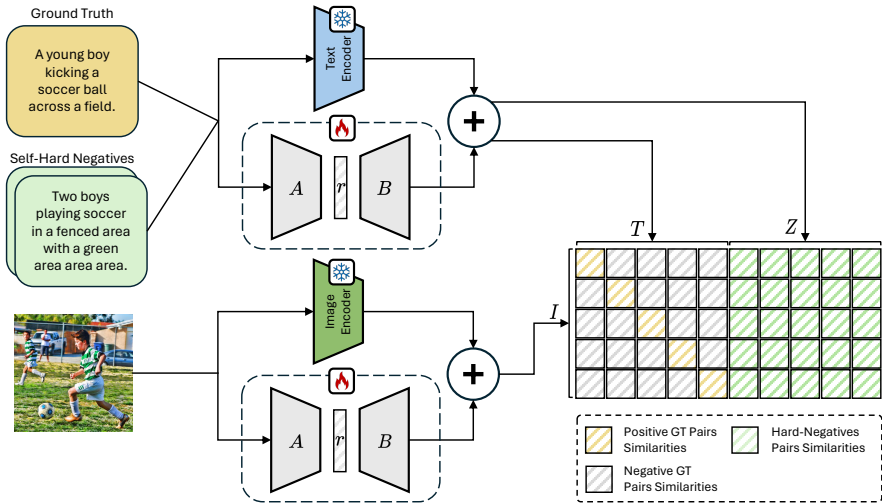 Ground Truth
A young boy
kicking a
soccer ball
across a field.
Self-Hard Negatives
Two boys
playing soccer
in a fenced area
with a green
area area area.
Text
Encoder
A
r
B
+
Image
Encoder
A
r
B
+
T
Z
I
Positive GT Pairs
Similarities
Hard-Negatives
Pairs Similarities
Negative GT
Pairs Similarities